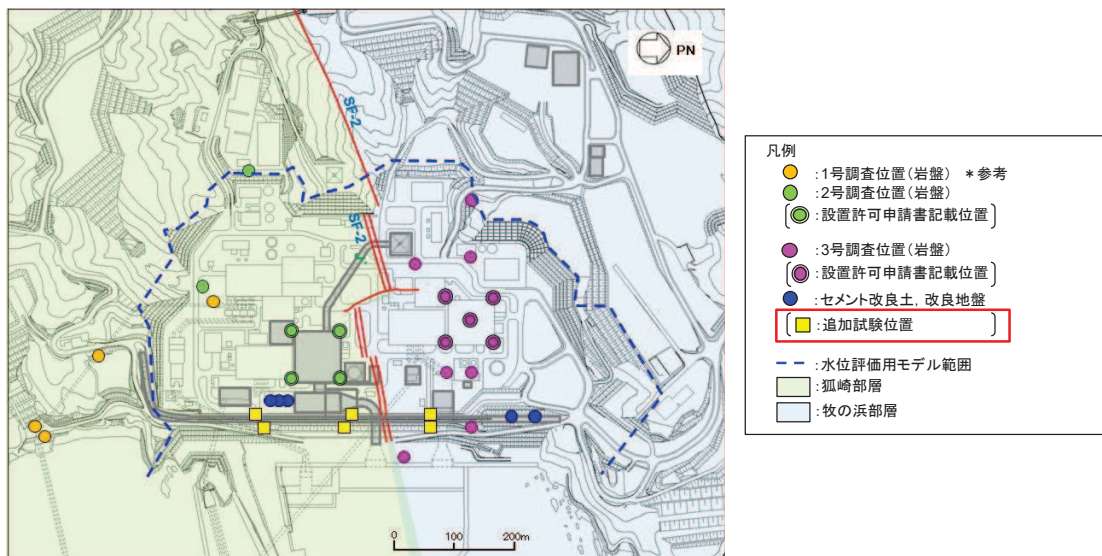 PN
SF-2
SF-2
0 100 200m
凡例
:1号調査位置(岩盤) *参考
:2号調査位置(岩盤)
:設置許可申請書記載位置
:3号調査位置(岩盤)
:設置許可申請書記載位置
:セメント改良土,改良地盤
:追加試験位置
:水位評価用モデル範囲
:狐崎部層
:牧の浜部層